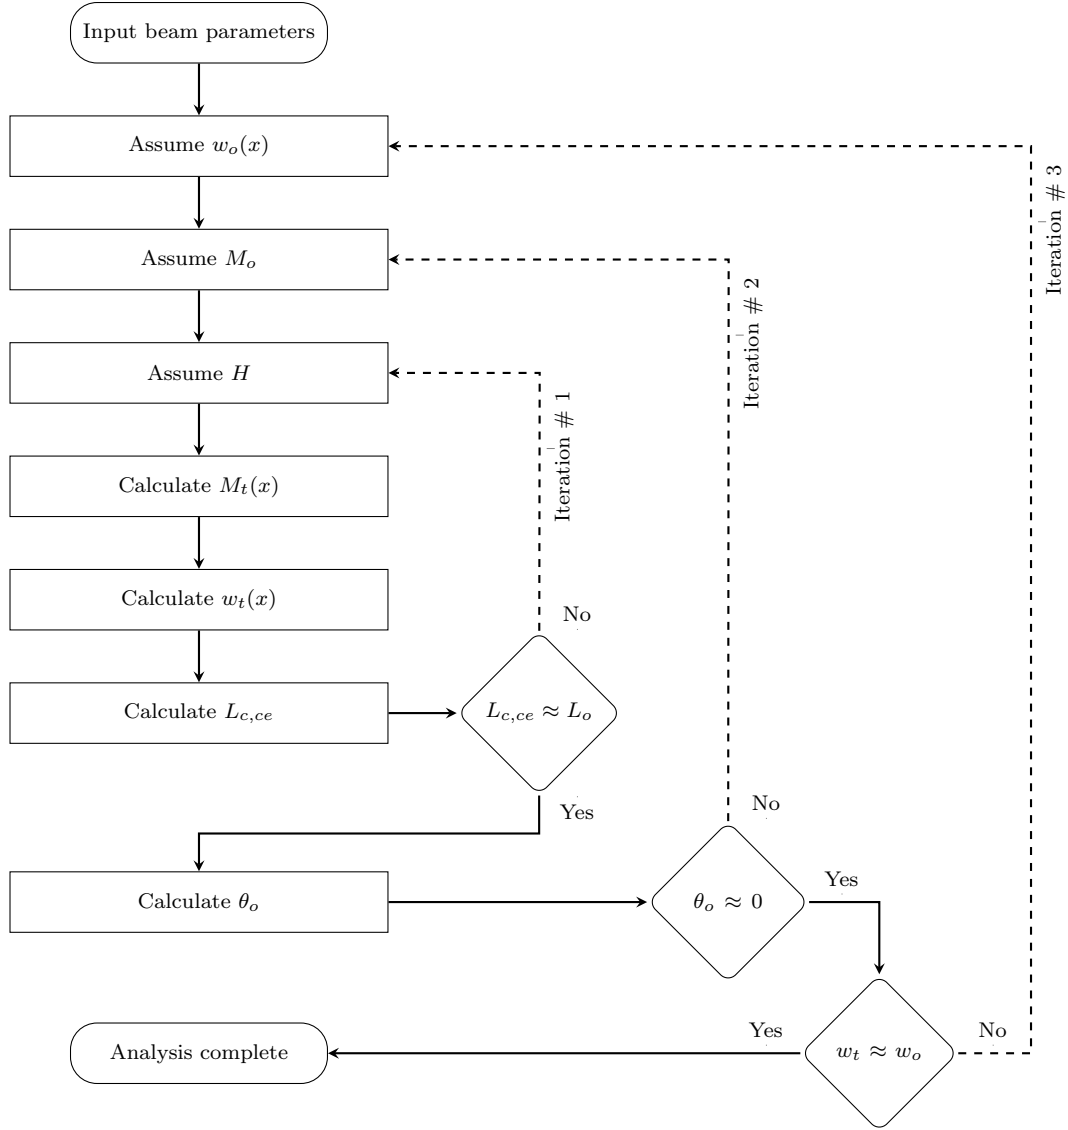 Input beam parameters
Assume w_o(x)
Iteration # 3
Assume M_o
Iteration # 2
Assume H
Iteration # 1
Calculate M_t(x)
Calculate w_t(x)
No
Calculate L_{c,ce}
L_{c,ce} ≈ L_o
Yes
No
Calculate θ_o
θ_o ≈ 0
Yes
Analysis complete
Yes
w_t ≈ w_o
No